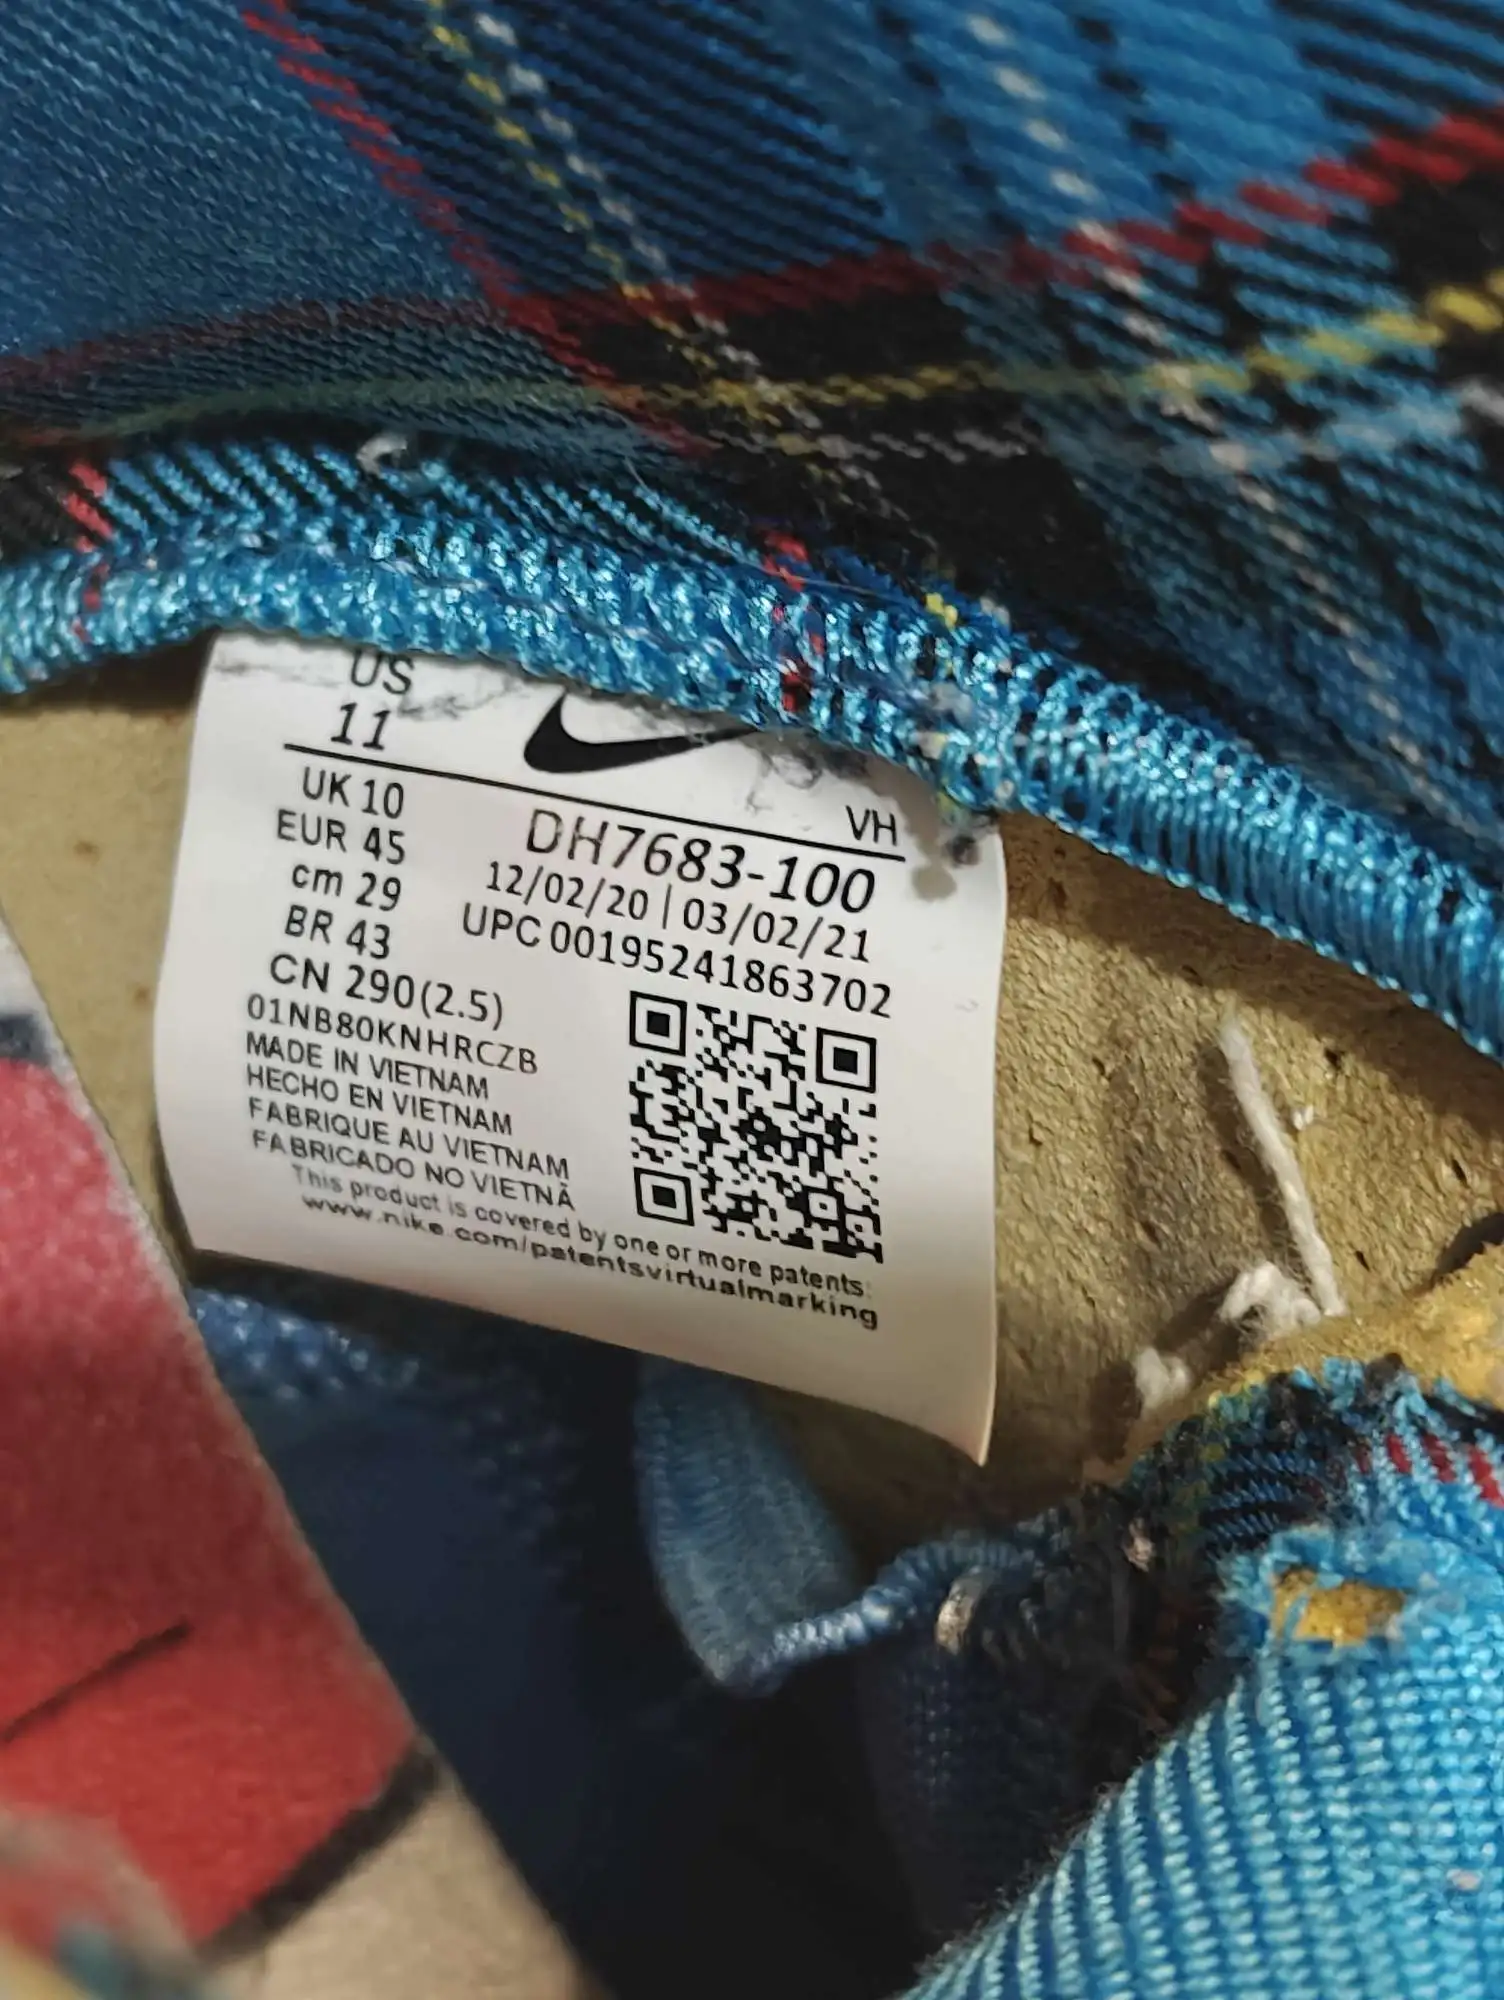 US
11
VH
UK 10
EUR 45
cm 29
BR 43
CN 290(2.5)
DH7683-100
12/02/20 | 03/02/21
UPC 00195241863702
01NB80KNHRCZB
MADE IN VIETNAM
HECHO EN VIETNAM
FABRIQUE AU VIETNAM
FABRICADO NO VIETNÃ
This product is covered by one or more patents:
www.nike.com/patentsvirtualmarking